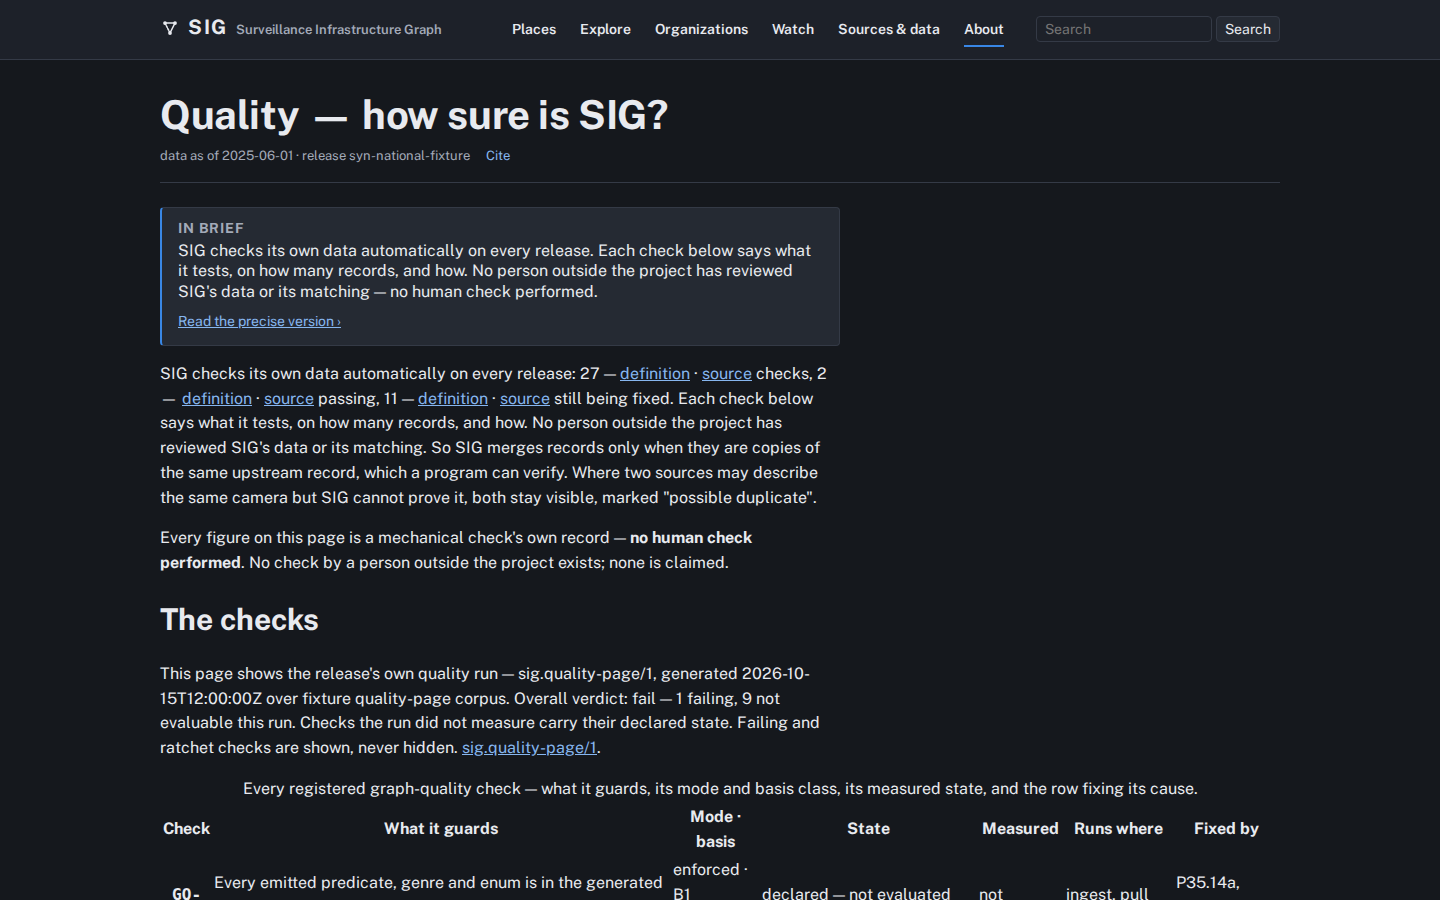 SIG Surveillance Infrastructure Graph Places Explore Organizations Watch Sources & data About Search Search
Quality — how sure is SIG?
data as of 2025-06-01 · release syn-national-fixture Cite
IN BRIEF
SIG checks its own data automatically on every release. Each check below says what
it tests, on how many records, and how. No person outside the project has reviewed
SIG's data or its matching — no human check performed.
Read the precise version ›
SIG checks its own data automatically on every release: 27 — definition · source checks, 2
— definition · source passing, 11 — definition · source still being fixed. Each check below
says what it tests, on how many records, and how. No person outside the project has
reviewed SIG's data or its matching. So SIG merges records only when they are copies of
the same upstream record, which a program can verify. Where two sources may describe
the same camera but SIG cannot prove it, both stay visible, marked "possible duplicate".
Every figure on this page is a mechanical check's own record — no human check
performed. No check by a person outside the project exists; none is claimed.
The checks
This page shows the release's own quality run — sig.quality-page/1, generated 2026-10-
15T12:00:00Z over fixture quality-page corpus. Overall verdict: fail — 1 failing, 9 not
evaluable this run. Checks the run did not measure carry their declared state. Failing and
ratchet checks are shown, never hidden. sig.quality-page/1.
Every registered graph-quality check — what it guards, its mode and basis class, its measured state, and the row fixing its cause.
Check What it guards Mode · basis State Measured Runs where Fixed by
GQ- Every emitted predicate, genre and enum is in the generated enforced · B1 declared — not evaluated not ingest, pull P35.14a,